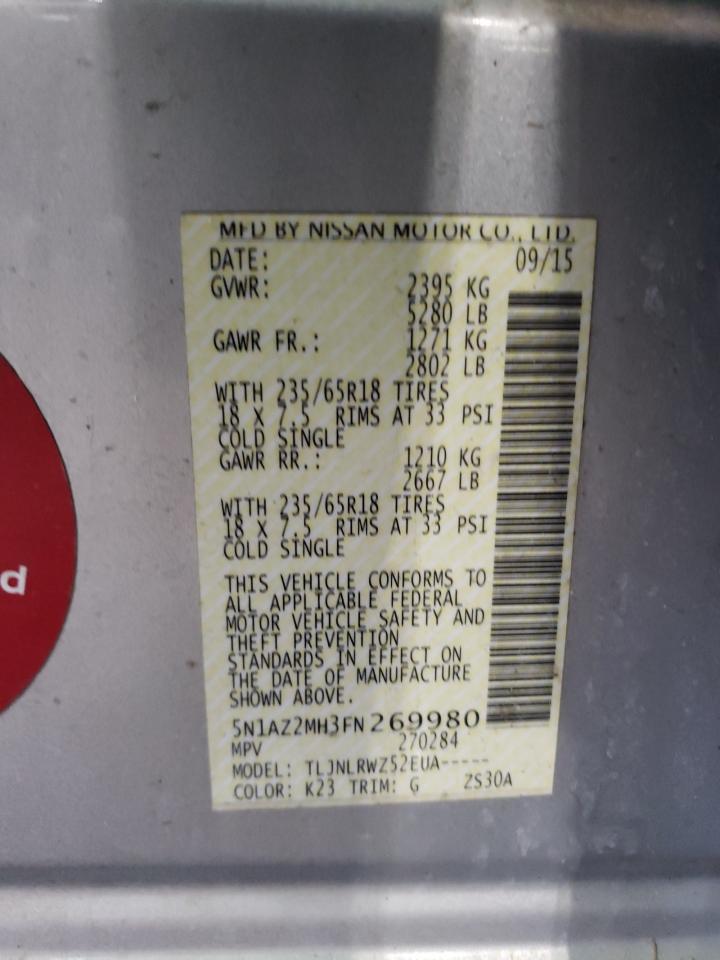 MFD BY NISSAN MOTOR CO., LTD.
DATE: 09/15
GVWR: 2395 KG
5280 LB
GAWR FR.: 1271 KG
2802 LB
WITH 235/65R18 TIRES
18 X 7.5 RIMS AT 33 PSI
COLD SINGLE
GAWR RR.: 1210 KG
2667 LB
WITH 235/65R18 TIRES
18 X 7.5 RIMS AT 33 PSI
COLD SINGLE
THIS VEHICLE CONFORMS TO
ALL APPLICABLE FEDERAL
MOTOR VEHICLE SAFETY AND
THEFT PREVENTION
STANDARDS IN EFFECT ON
THE DATE OF MANUFACTURE
SHOWN ABOVE.
5N1AZ2MH3FN269980
MPV 270284
MODEL: TLJNLRWZ52EUA-----
COLOR: K23 TRIM: G ZS30A
d